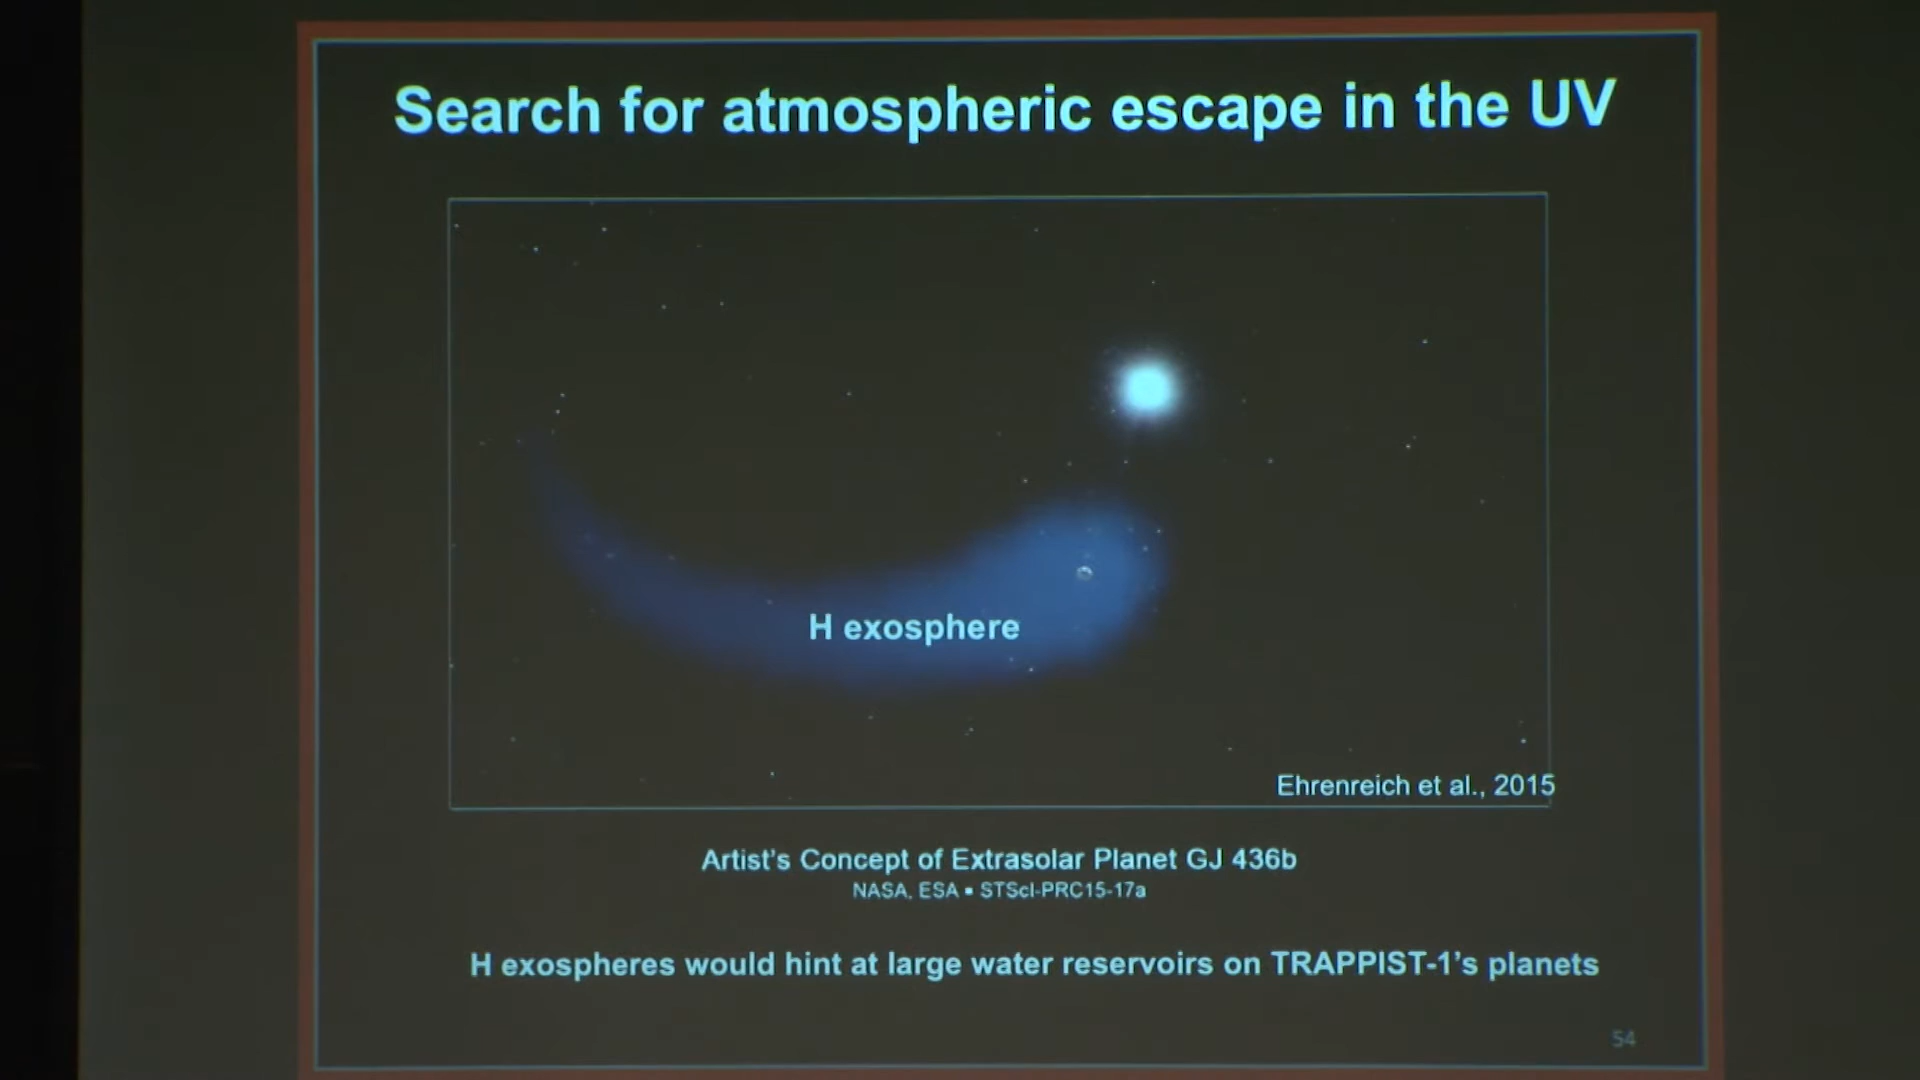 Search for atmospheric escape in the UV
H exosphere
Ehrenreich et al., 2015
Artist's Concept of Extrasolar Planet GJ 436b
NASA, ESA ▪ STScI-PRC15-17a
H exospheres would hint at large water reservoirs on TRAPPIST-1's planets
54